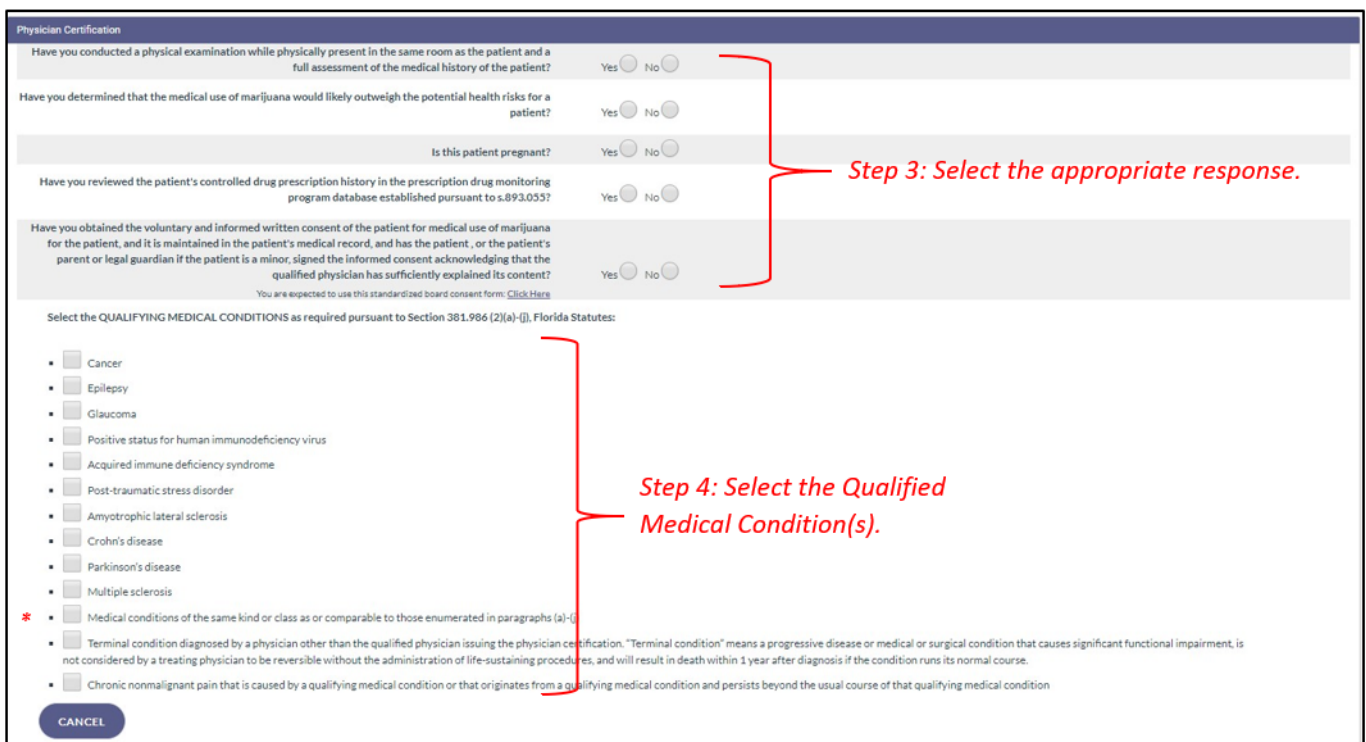 Physician Certification
Have you conducted a physical examination while physically present in the same room as the patient and a
full assessment of the medical history of the patient? Yes No
Have you determined that the medical use of marijuana would likely outweigh the potential health risks for a
patient? Yes No
Is this patient pregnant? Yes No
Step 3: Select the appropriate response.
Have you reviewed the patient's controlled drug prescription history in the prescription drug monitoring
program database established pursuant to s.893.055? Yes No
Have you obtained the voluntary and informed written consent of the patient for medical use of marijuana
for the patient, and it is maintained in the patient's medical record, and has the patient , or the patient's
parent or legal guardian if the patient is a minor, signed the informed consent acknowledging that the
qualified physician has sufficiently explained its content? Yes No
You are expected to use this standardized board consent form: Click Here
Select the QUALIFYING MEDICAL CONDITIONS as required pursuant to Section 381.986 (2)(a)-(j), Florida Statutes:
Cancer
Epilepsy
Glaucoma
Positive status for human immunodeficiency virus
Acquired immune deficiency syndrome
Post-traumatic stress disorder
Amyotrophic lateral sclerosis
Crohn's disease
Parkinson's disease
Multiple sclerosis
Step 4: Select the Qualified
Medical Condition(s).
* Medical conditions of the same kind or class as or comparable to those enumerated in paragraphs (a)-(j)
Terminal condition diagnosed by a physician other than the qualified physician issuing the physician certification. "Terminal condition" means a progressive disease or medical or surgical condition that causes significant functional impairment, is
not considered by a treating physician to be reversible without the administration of life-sustaining procedures, and will result in death within 1 year after diagnosis if the condition runs its normal course.
Chronic nonmalignant pain that is caused by a qualifying medical condition or that originates from a qualifying medical condition and persists beyond the usual course of that qualifying medical condition
CANCEL